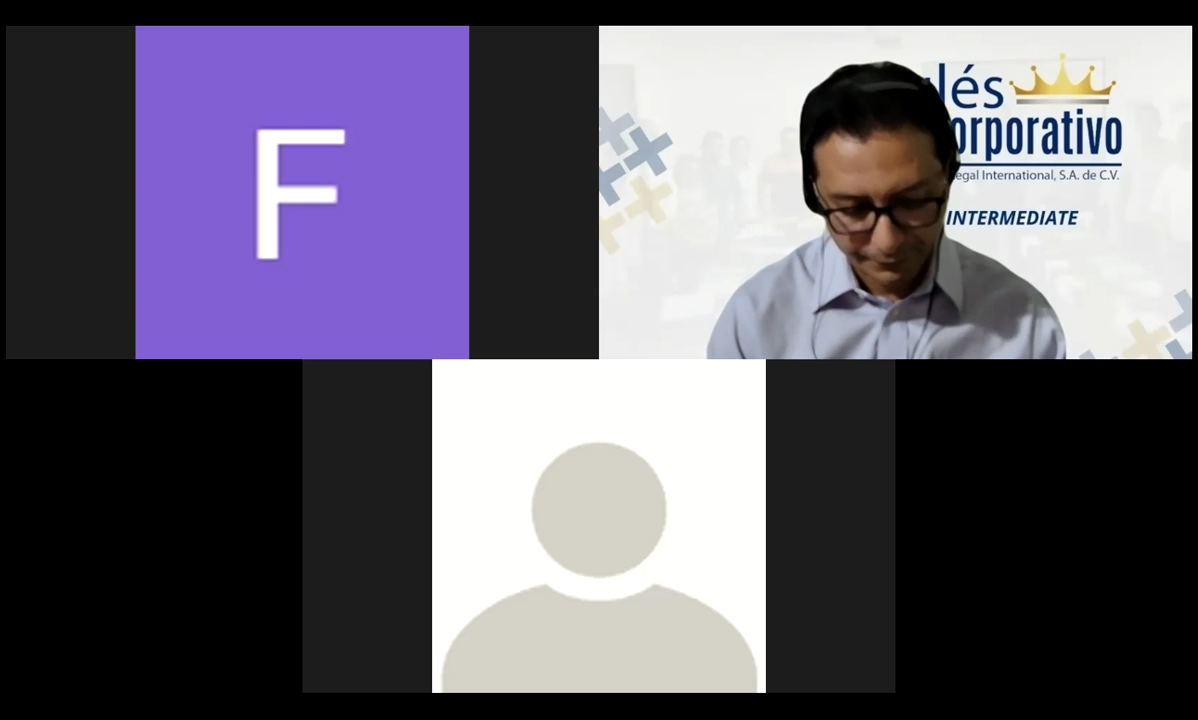 F
lés
orporativo
egal International, S.A. de C.V.
INTERMEDIATE